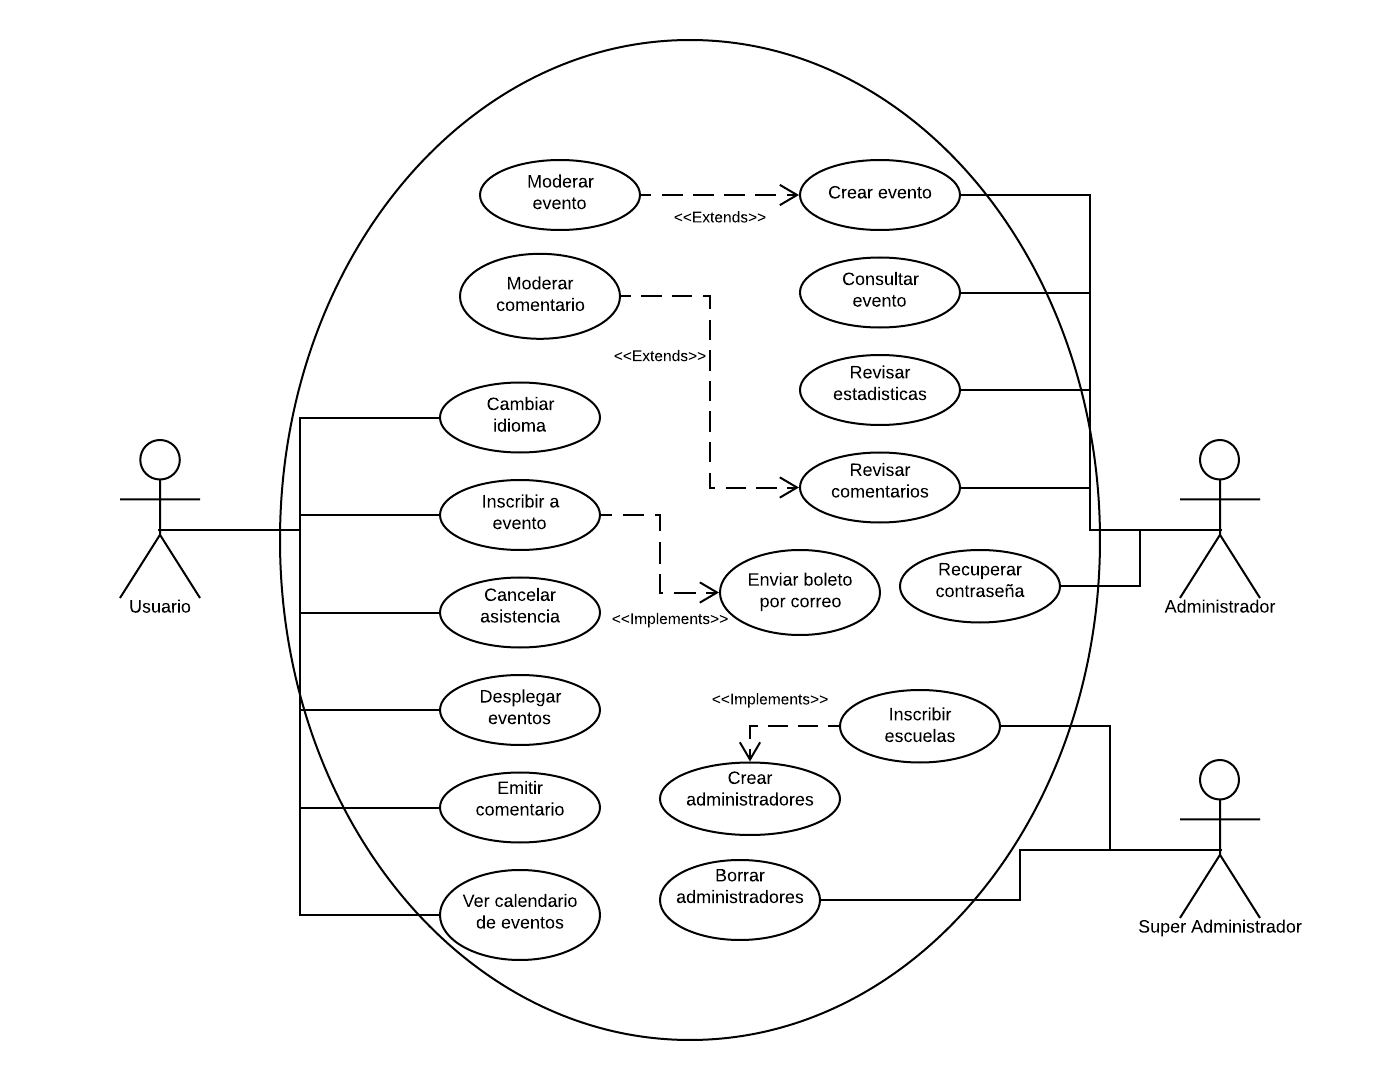 Moderar
evento
<<Extends>>
Crear evento
Moderar
comentario
Consultar
evento
<<Extends>>
Revisar
estadisticas
Cambiar
idioma
Revisar
comentarios
Inscribir a
evento
Usuario
Enviar boleto
por correo
Recuperar
contraseña
Administrador
Cancelar
asistencia
<<Implements>>
Desplegar
eventos
<<Implements>>
Inscribir
escuelas
Emitir
comentario
Crear
administradores
Ver calendario
de eventos
Borrar
administradores
Super Administrador